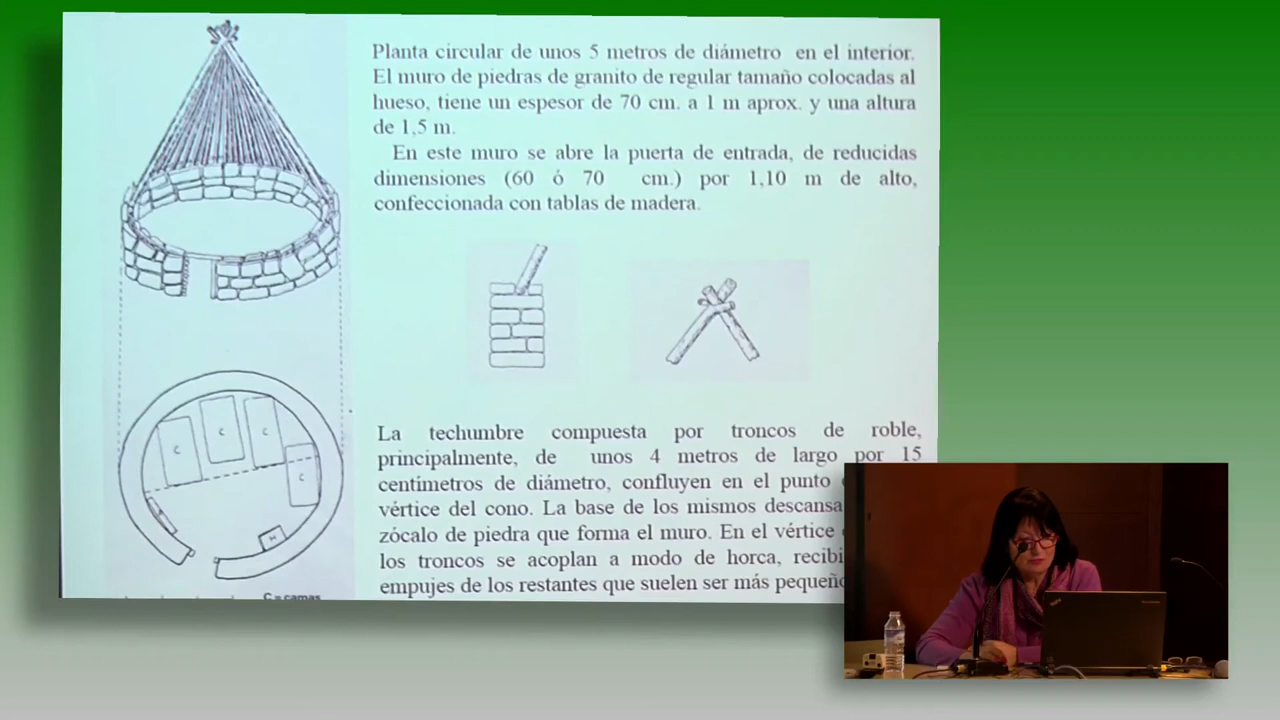 Planta circular de unos 5 metros de diámetro en el interior.
El muro de piedras de granito de regular tamaño colocadas al
hueso, tiene un espesor de 70 cm. a 1 m aprox. y una altura
de 1,5 m.
En este muro se abre la puerta de entrada, de reducidas
dimensiones (60 ó 70 cm.) por 1,10 m de alto,
confeccionada con tablas de madera.
La techumbre compuesta por troncos de roble,
principalmente, de unos 4 metros de largo por 15
centímetros de diámetro, confluyen en el punto
vértice del cono. La base de los mismos descansa
zócalo de piedra que forma el muro. En el vértice
los troncos se acoplan a modo de horca, recibi
empujes de los restantes que suelen ser más pequeño
C C C
C
H
C = camas